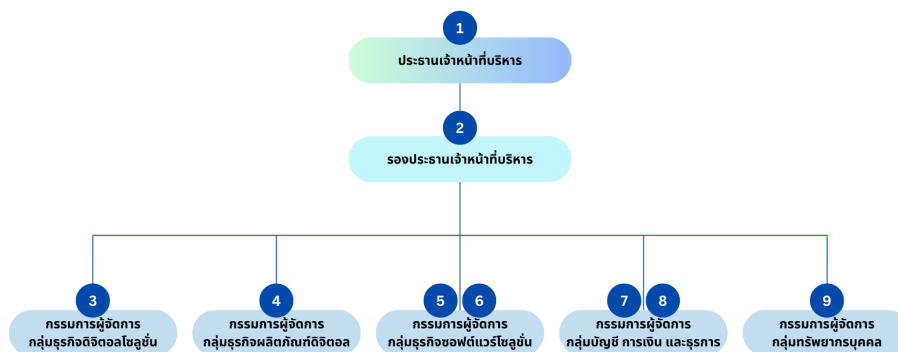 1
ประธานเจ้าหน้าที่บริหาร
2
รองประธานเจ้าหน้าที่บริหาร
3
กรรมการผู้จัดการ
กลุ่มธุรกิจดิจิตอลโซลูชั่น
4
กรรมการผู้จัดการ
กลุ่มธุรกิจผลิตภัณฑ์ดิจิตอล
5 6
กรรมการผู้จัดการ
กลุ่มธุรกิจซอฟต์แวร์โซลูชั่น
7 8
กรรมการผู้จัดการ
กลุ่มบัญชี การเงิน และธุรการ
9
กรรมการผู้จัดการ
กลุ่มทรัพยากรบุคคล